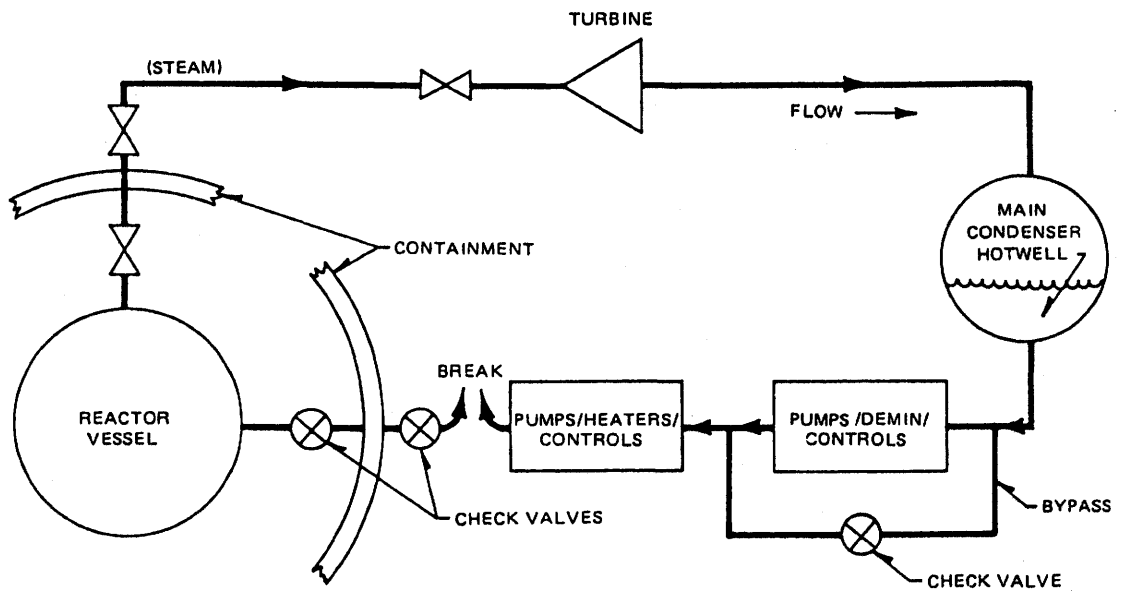 TURBINE
(STEAM)
FLOW
MAIN
CONDENSER
HOTWELL
CONTAINMENT
BREAK
REACTOR
VESSEL
PUMPS/HEATERS/
CONTROLS
PUMPS/DEMIN/
CONTROLS
CHECK VALVES
BYPASS
CHECK VALVE